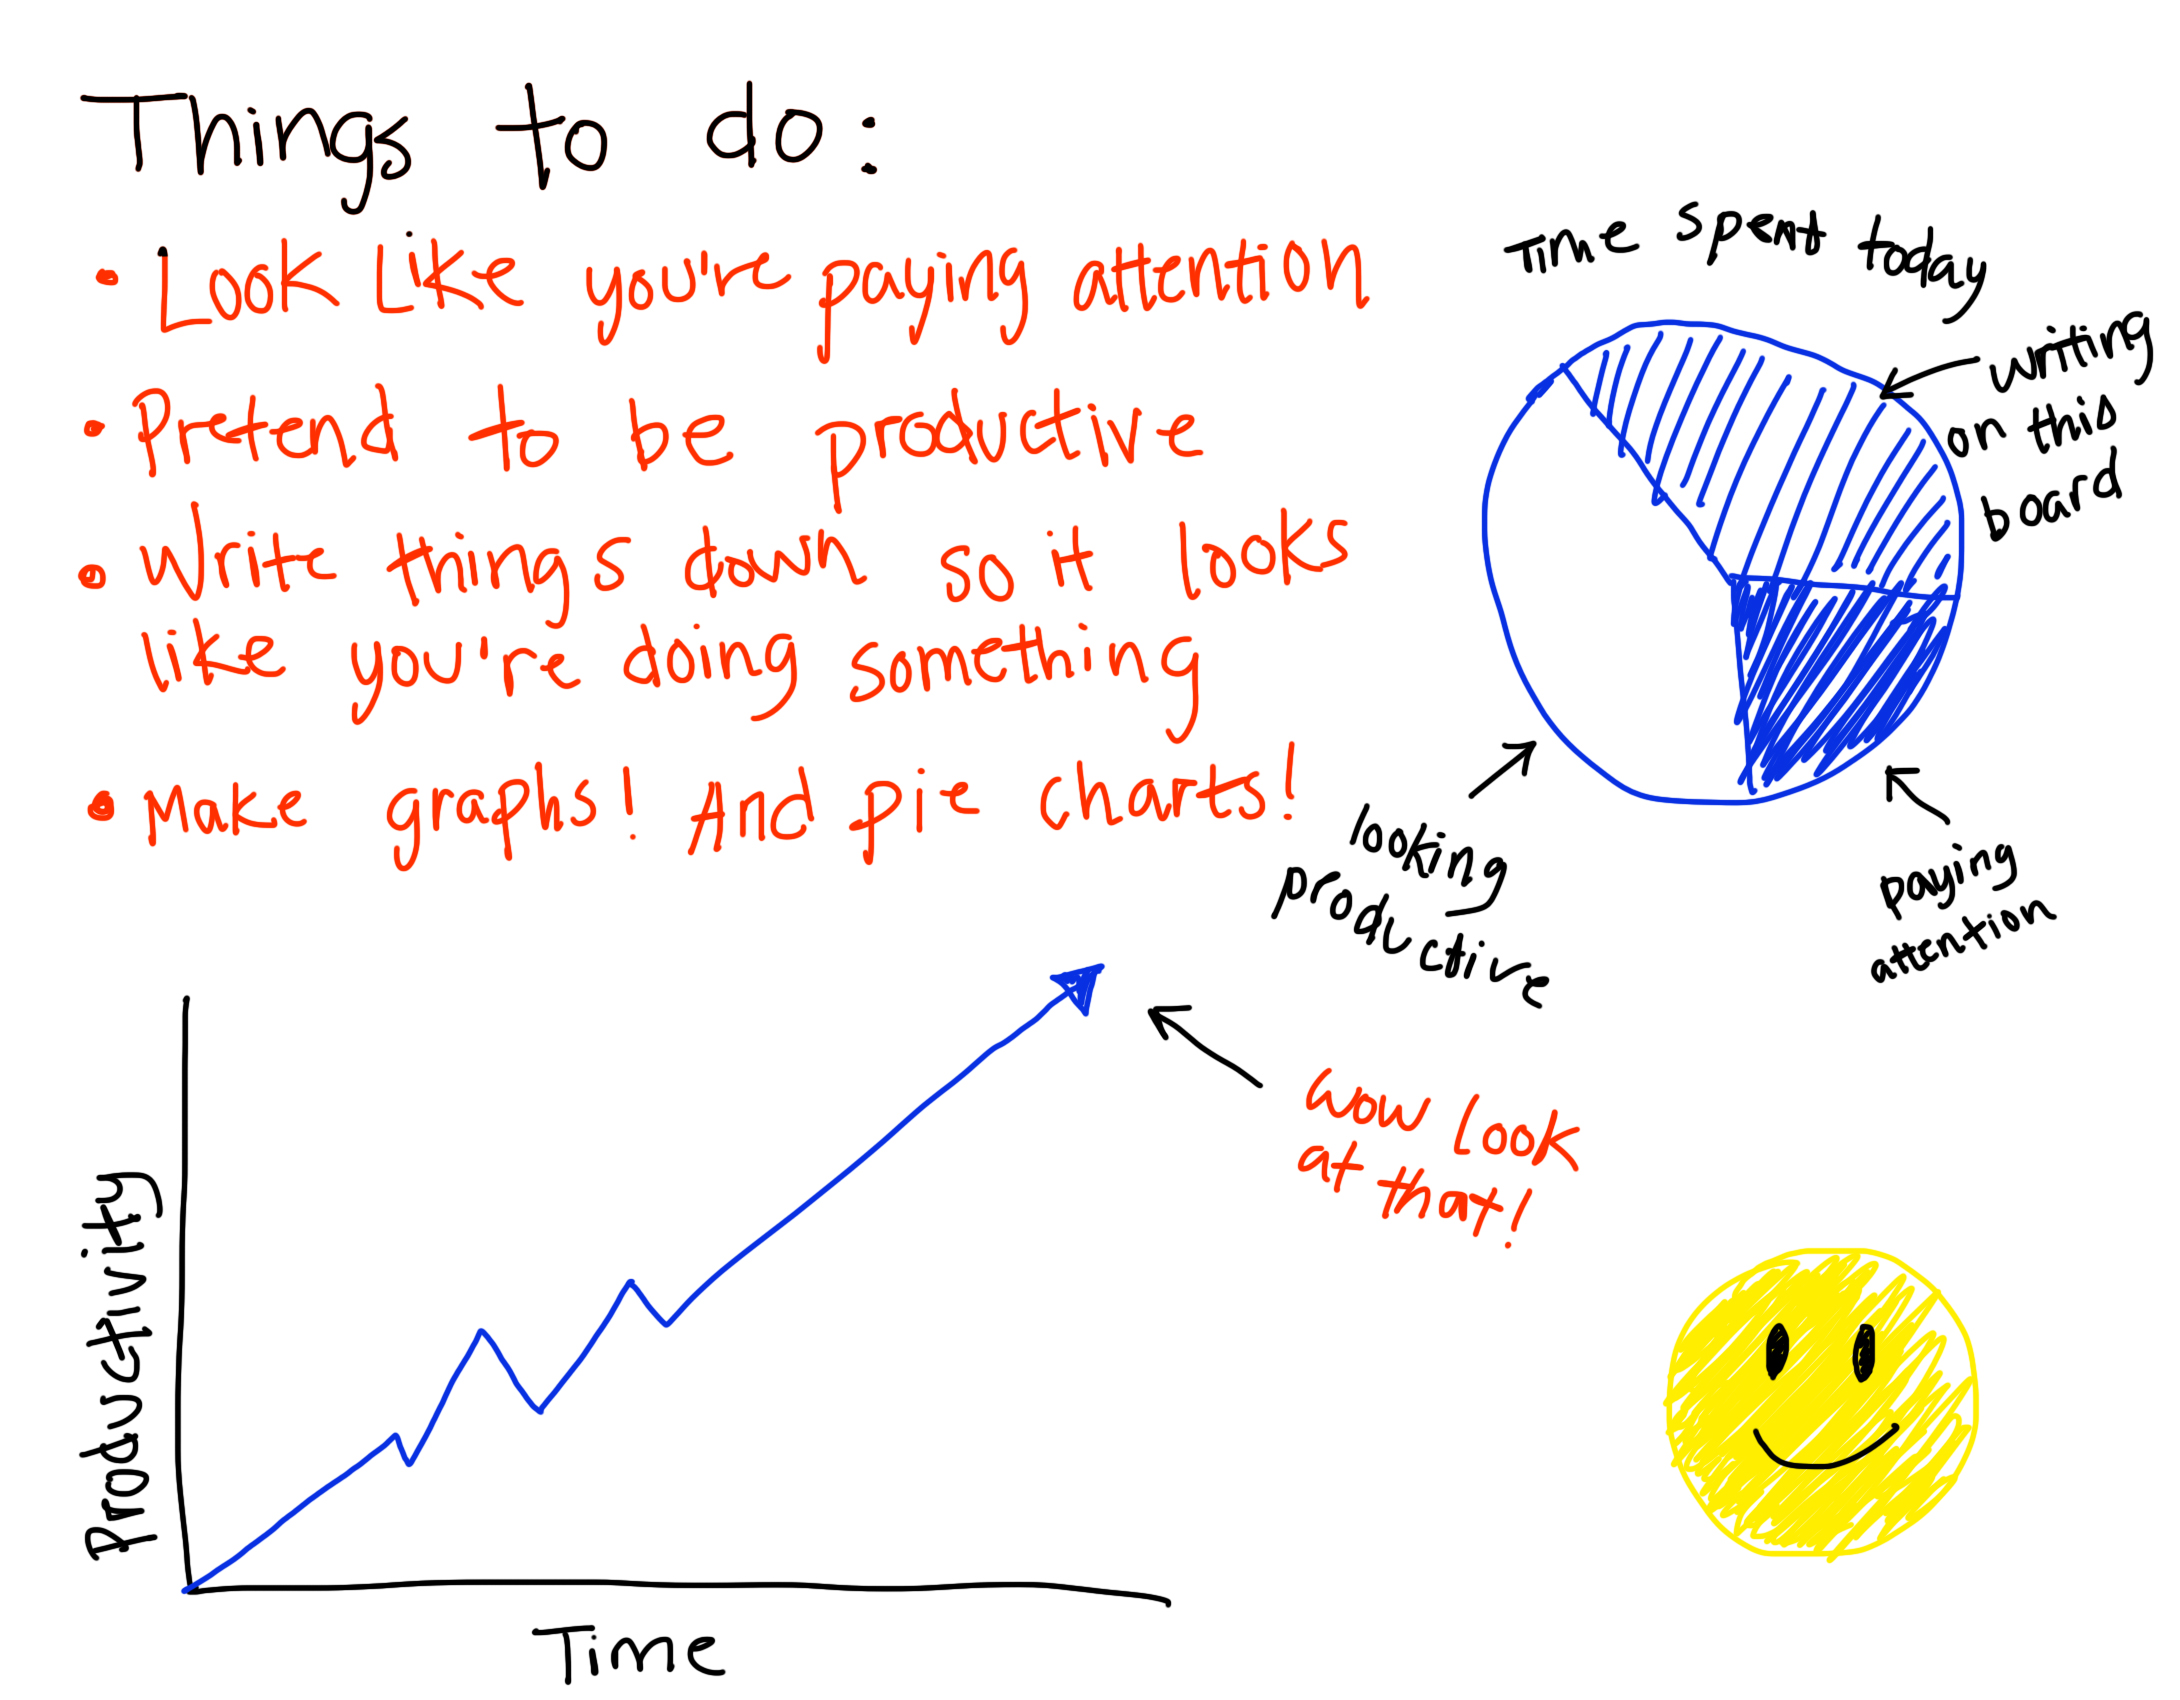 Things to do:
• Look Like you're paying attention
• Pretend to be productive
• Write things down so it looks
like you're doing something
• Make graphs! And pie charts!
Time spent today
writing
on this
board
looking
productive
paying
attention
Wow Look
at that!
Productivity
Time